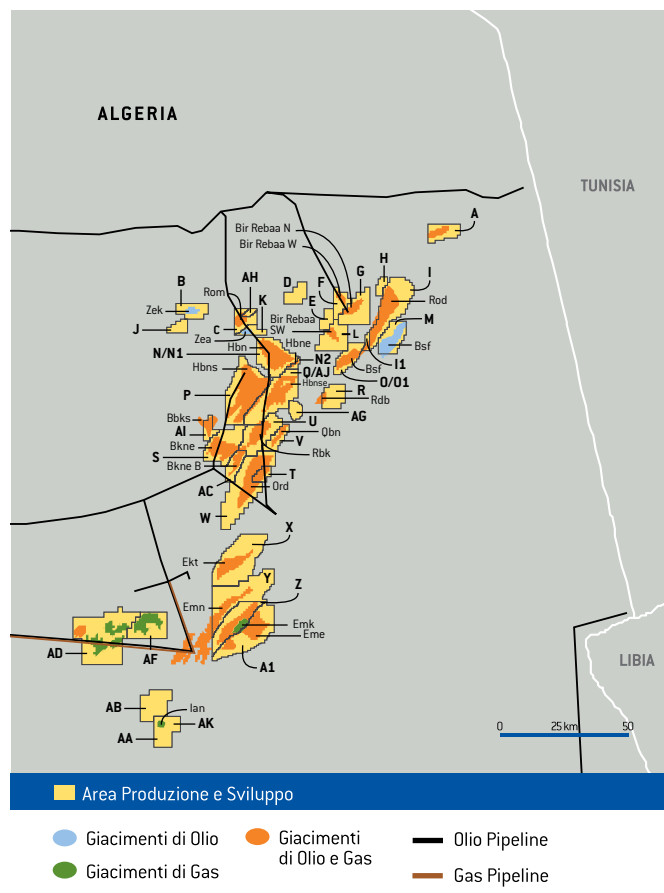 ALGERIA
TUNISIA
A
Bir Rebaa N
Bir Rebaa W
H
I
G
F
D
AH
B
Rom
K
E
Rod
Zek
Bir Rebaa
SW
M
J
C
L
Zea
Bsf
Hbn
Hbne
N/N1
N2
I1
Hbns
Q/AJ
Bsf
O/O1
Hbnse
P
R
Rdb
AG
Bbks
U
AI
Qbn
V
Bkne
Rbk
S
Bkne B
T
AC
Ord
W
X
Ekt
Y
Z
Emn
Emk
Eme
AD
AF
A1
LIBIA
AB
Ian
AK
AA
0 25 km 50
Area Produzione e Sviluppo
Giacimenti di Olio
Giacimenti
di Olio e Gas
Olio Pipeline
Giacimenti di Gas
Gas Pipeline